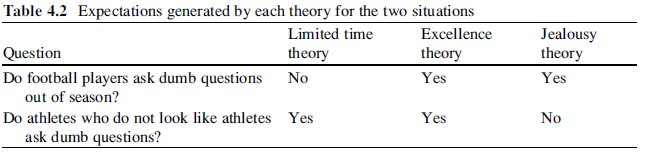 Table 4.2 Expectations generated by each theory for the two situations
Limited time Excellence Jealousy
Question theory theory theory
Do football players ask dumb questions No Yes Yes
out of season?
Do athletes who do not look like athletes Yes Yes No
ask dumb questions?